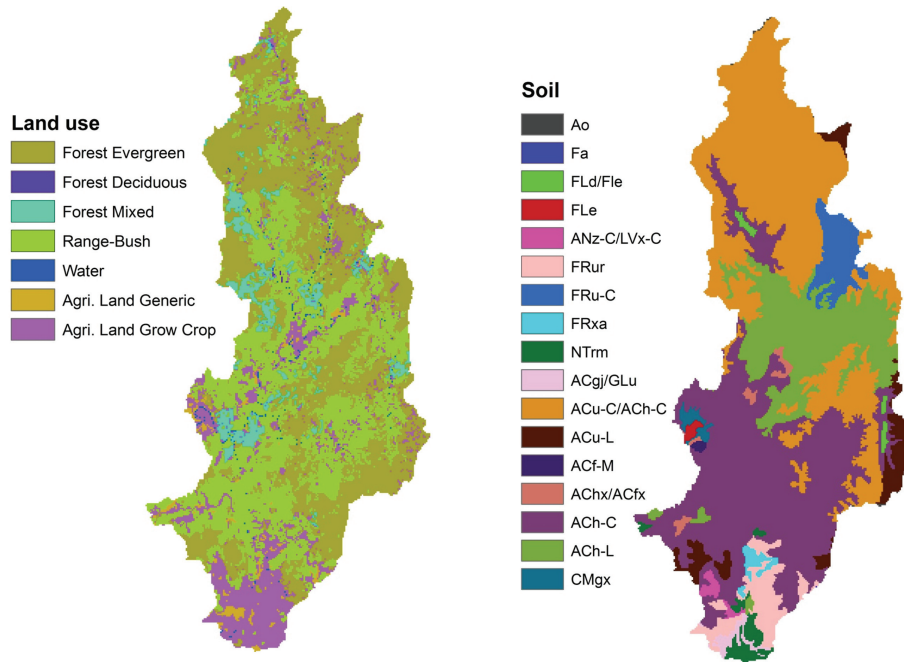 Land use
Forest Evergreen
Forest Deciduous
Forest Mixed
Range-Bush
Water
Agri. Land Generic
Agri. Land Grow Crop
Soil
Ao
Fa
FLd/Fle
FLe
ANz-C/LVx-C
FRur
FRu-C
FRxa
NTrm
ACgj/GLu
ACu-C/ACh-C
ACu-L
ACf-M
AChx/ACfx
ACh-C
ACh-L
CMgx